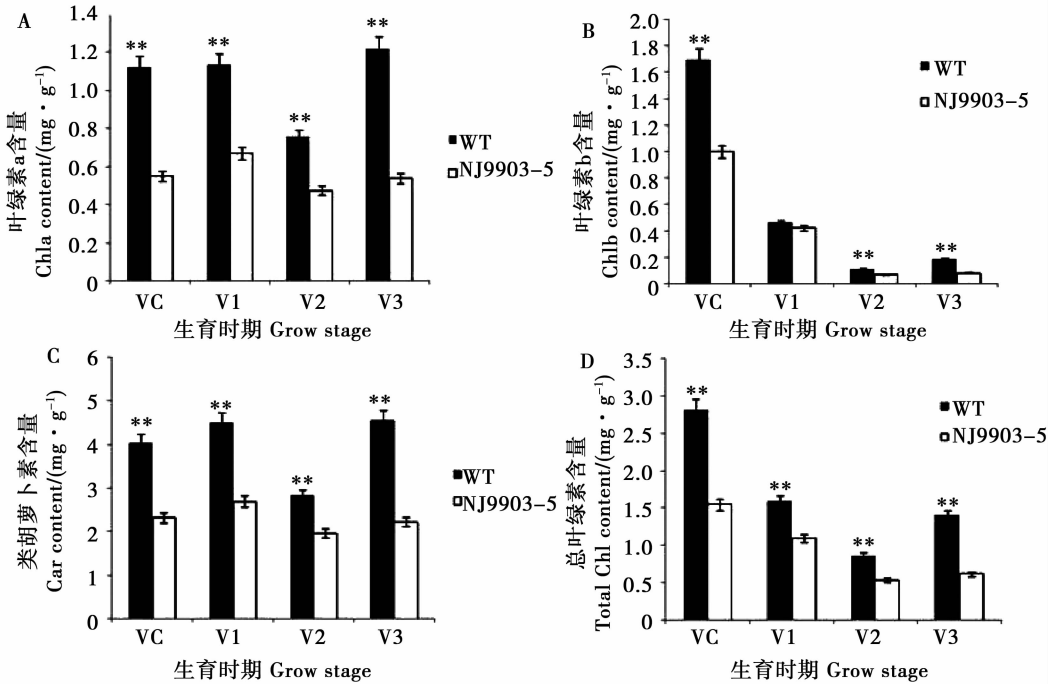 A
1.4
1.2
1.0
0.8
0.6
0.4
0.2
0
叶绿素a含量
Chla content/(mg·g⁻¹)
**
**
**
**
VC
V1
V2
V3
生育时期 Grow stage
WT
NJ9903-5
B
2.0
1.8
1.6
1.4
1.2
1.0
2.0
0.6
0.4
0.2
0
叶绿素b含量
Chlb content/(mg·g⁻¹)
**
**
**
VC
V1
V2
V3
生育时期 Grow stage
WT
NJ9903-5
C
6
5
4
3
2
1
0
类胡萝卜素含量
Car content/(mg·g⁻¹)
**
**
**
**
VC
V1
V2
V3
生育时期 Grow stage
WT
NJ9903-5
D
3.5
3.0
2.5
2.0
1.5
1.0
0.5
0
总叶绿素含量
Total Chl content/(mg·g⁻¹)
**
**
**
**
VC
V1
V2
V3
生育时期 Grow stage
WT
NJ9903-5